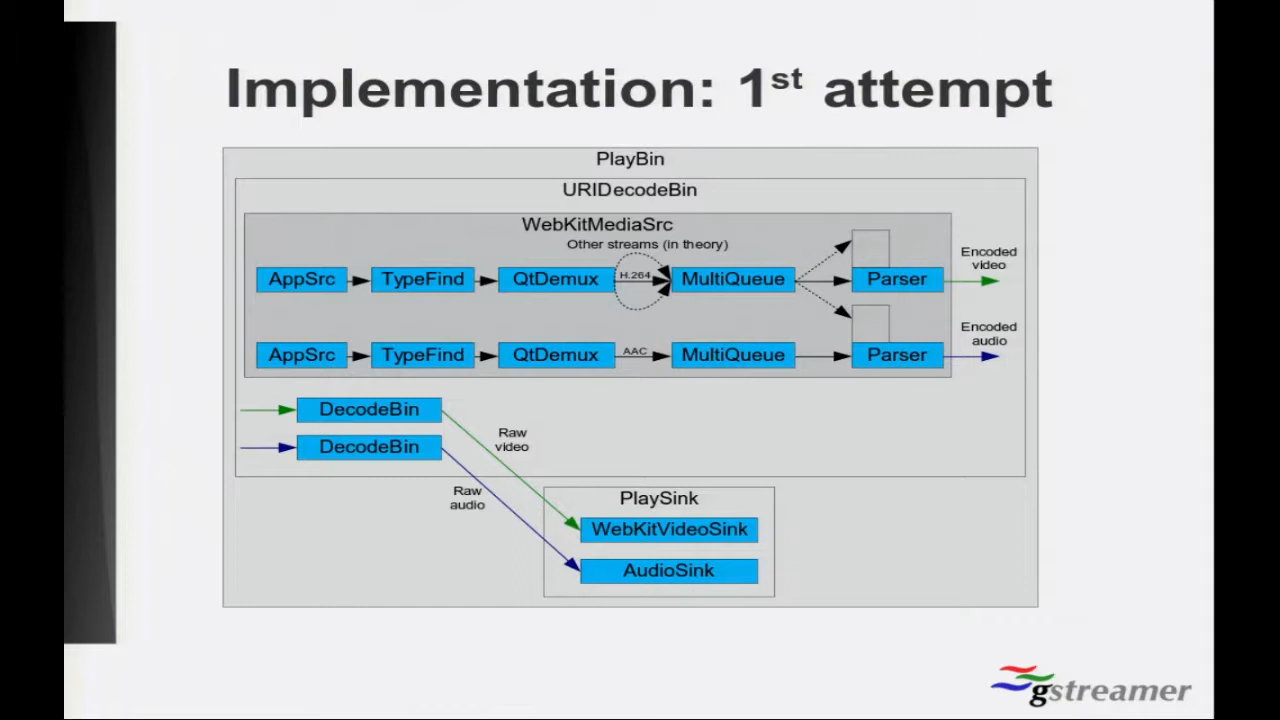 Implementation: 1st attempt
PlayBin
URIDecodeBin
WebKitMediaSrc
Other streams (in theory)
AppSrc
TypeFind
QtDemux
H.264
MultiQueue
Parser
Encoded
video
AppSrc
TypeFind
QtDemux
AAC
MultiQueue
Parser
Encoded
audio
DecodeBin
DecodeBin
Raw
video
Raw
audio
PlaySink
WebKitVideoSink
AudioSink
gstreamer